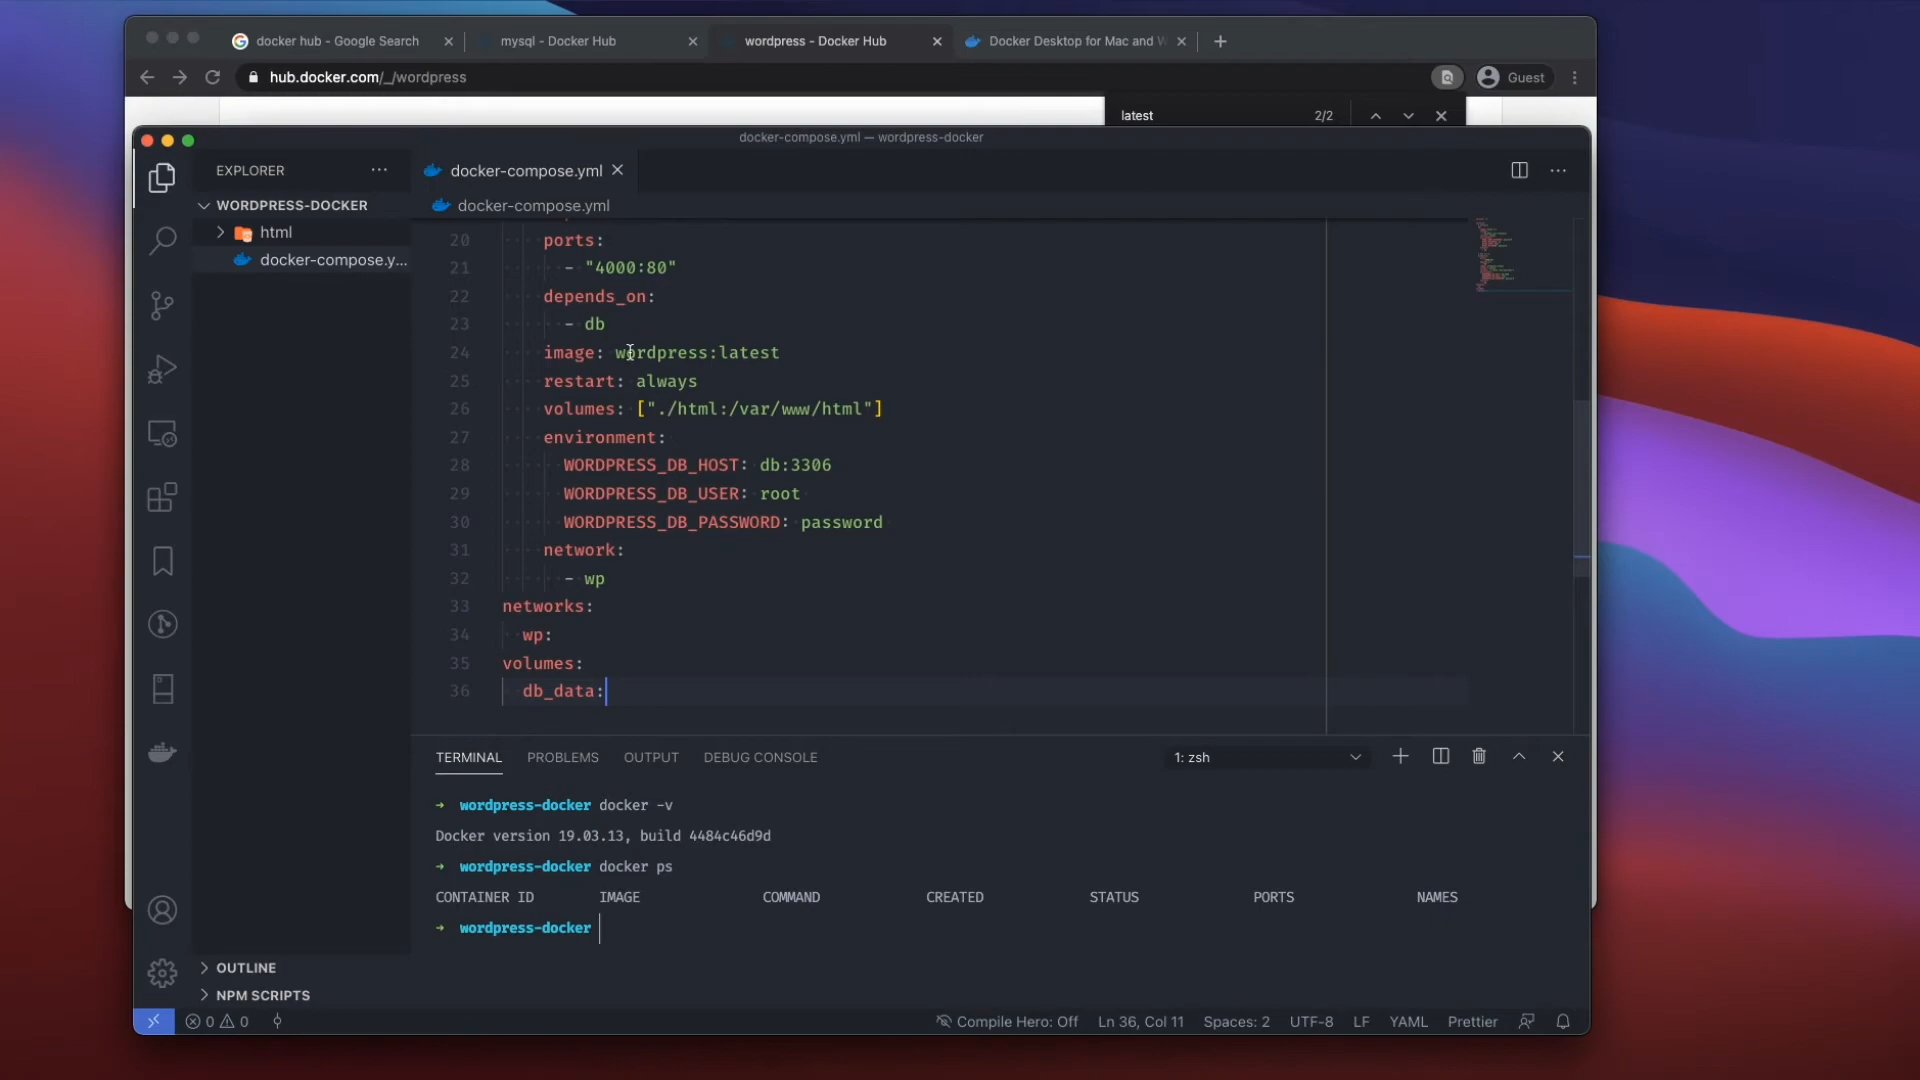 docker hub - Google Search
mysql - Docker Hub
wordpress - Docker Hub
Docker Desktop for Mac and W
hub.docker.com/_/wordpress
Guest
latest
2/2
docker-compose.yml — wordpress-docker
EXPLORER
docker-compose.yml
WORDPRESS-DOCKER
docker-compose.yml
html
docker-compose.y...
20 ports:
21 - "4000:80"
22 depends_on:
23 - db
24 image: wordpress:latest
25 restart: always
26 volumes: ["./html:/var/www/html"]
27 environment:
28 WORDPRESS_DB_HOST: db:3306
29 WORDPRESS_DB_USER: root
30 WORDPRESS_DB_PASSWORD: password
31 network:
32 - wp
33 networks:
34 wp:
35 volumes:
36 db_data:
TERMINAL PROBLEMS OUTPUT DEBUG CONSOLE 1: zsh
→ wordpress-docker docker -v
Docker version 19.03.13, build 4484c46d9d
→ wordpress-docker docker ps
CONTAINER ID IMAGE COMMAND CREATED STATUS PORTS NAMES
→ wordpress-docker
OUTLINE
NPM SCRIPTS
0 0 Compile Hero: Off Ln 36, Col 11 Spaces: 2 UTF-8 LF YAML Prettier